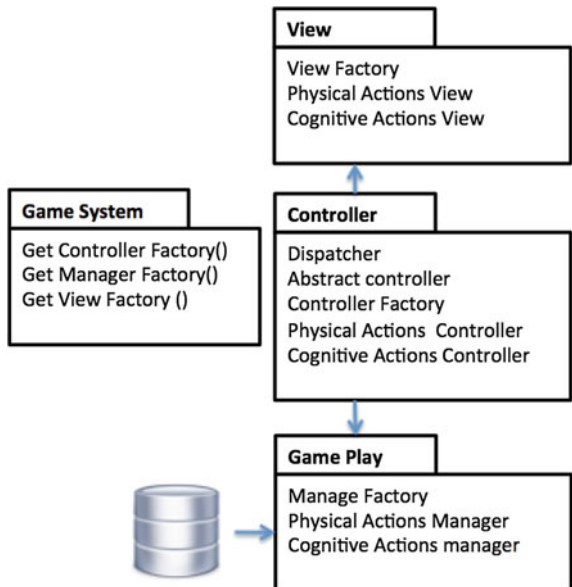 View
View Factory
Physical Actions View
Cognitive Actions View
Game System
Get Controller Factory()
Get Manager Factory()
Get View Factory ()
Controller
Dispatcher
Abstract controller
Controller Factory
Physical Actions  Controller
Cognitive Actions Controller
Game Play
Manage Factory
Physical Actions Manager
Cognitive Actions manager